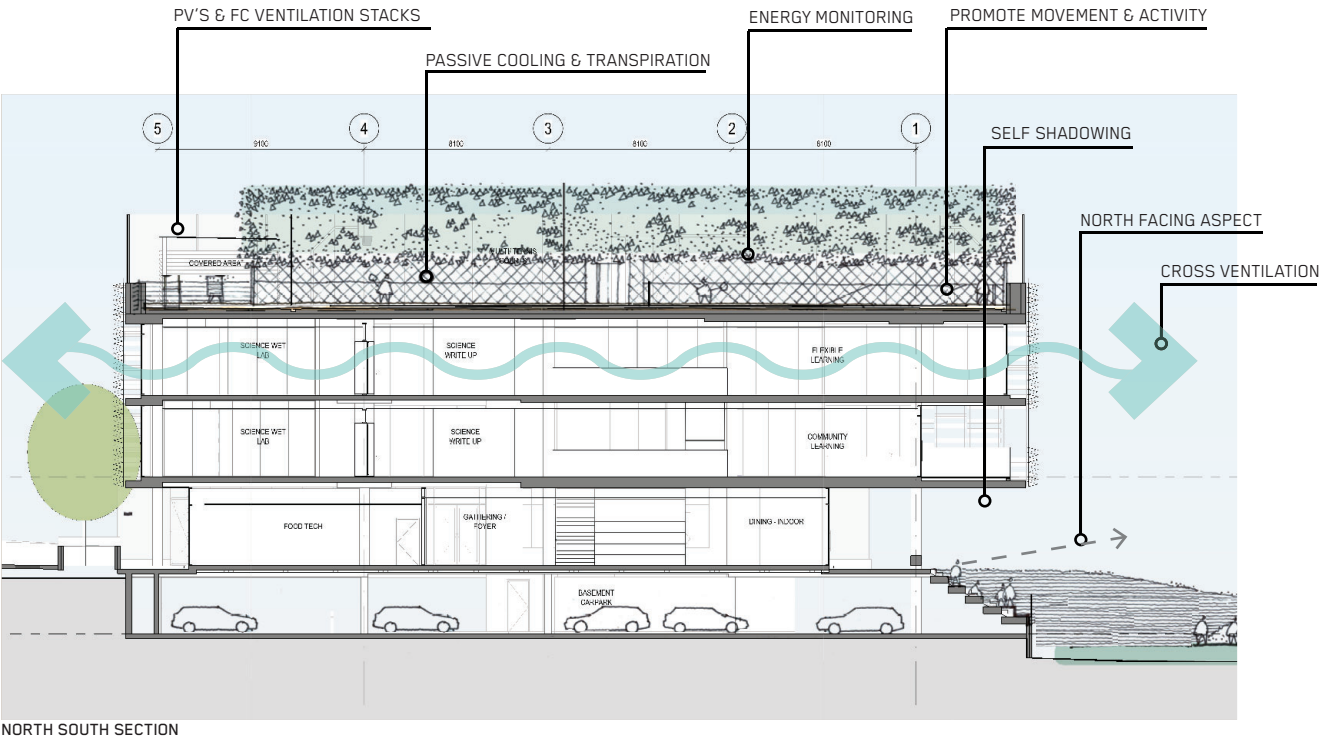 PV'S & FC VENTILATION STACKS
ENERGY MONITORING
PROMOTE MOVEMENT & ACTIVITY
PASSIVE COOLING & TRANSPIRATION
SELF SHADOWING
NORTH FACING ASPECT
CROSS VENTILATION
5
4
3
2
1
9100
8100
8100
8100
COVERED AREA
SCIENCE WET
LAB
SCIENCE
WRITE UP
FLEXIBLE
LEARNING
SCIENCE WET
LAB
SCIENCE
WRITE UP
COMMUNITY
LEARNING
FOOD TECH
GATHERING /
FOYER
DINING - INDOOR
BASEMENT
CARPARK
NORTH SOUTH SECTION